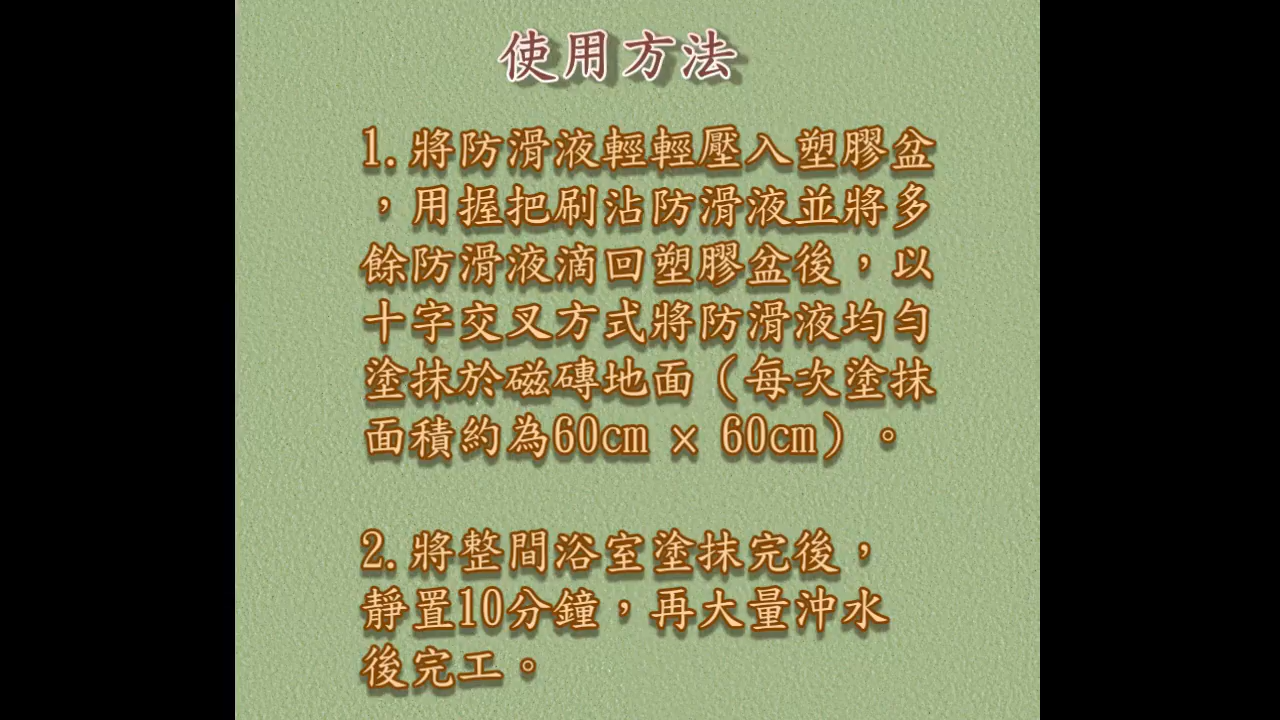 使用方法
1.將防滑液輕輕壓入塑膠盆
，用握把刷沾防滑液並將多
餘防滑液滴回塑膠盆後，以
十字交叉方式將防滑液均勻
塗抹於磁磚地面（每次塗抹
面積約為60cm × 60cm）。
2.將整間浴室塗抹完後，
靜置10分鐘，再大量沖水
後完工。